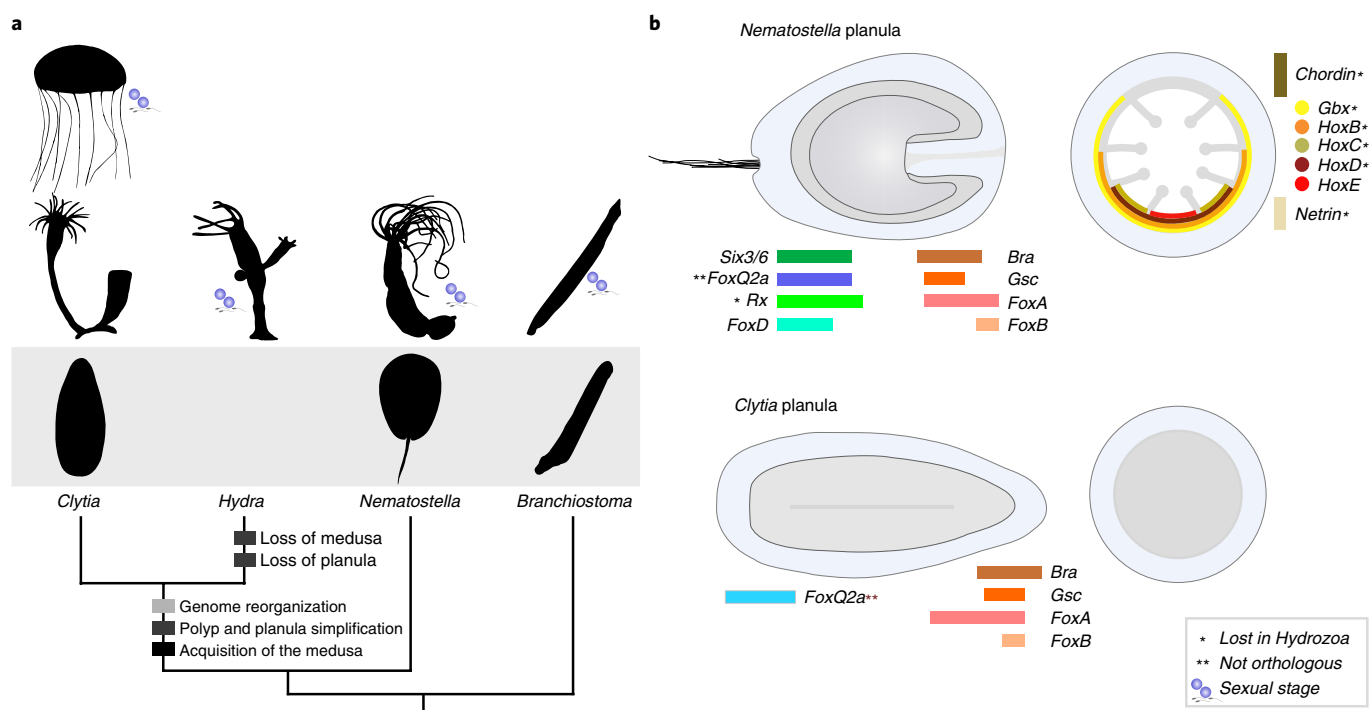 a
Clytia
Hydra
Nematostella
Branchiostoma
Loss of medusa
Loss of planula
Genome reorganization
Polyp and planula simplification
Acquisition of the medusa
b
Nematostella planula
Chordin*
Gbx*
HoxB*
HoxC*
HoxD*
HoxE
Netrin*
Six3/6
**FoxQ2a
* Rx
FoxD
Bra
Gsc
FoxA
FoxB
Clytia planula
FoxQ2a**
Bra
Gsc
FoxA
FoxB
* Lost in Hydrozoa
** Not orthologous
Sexual stage